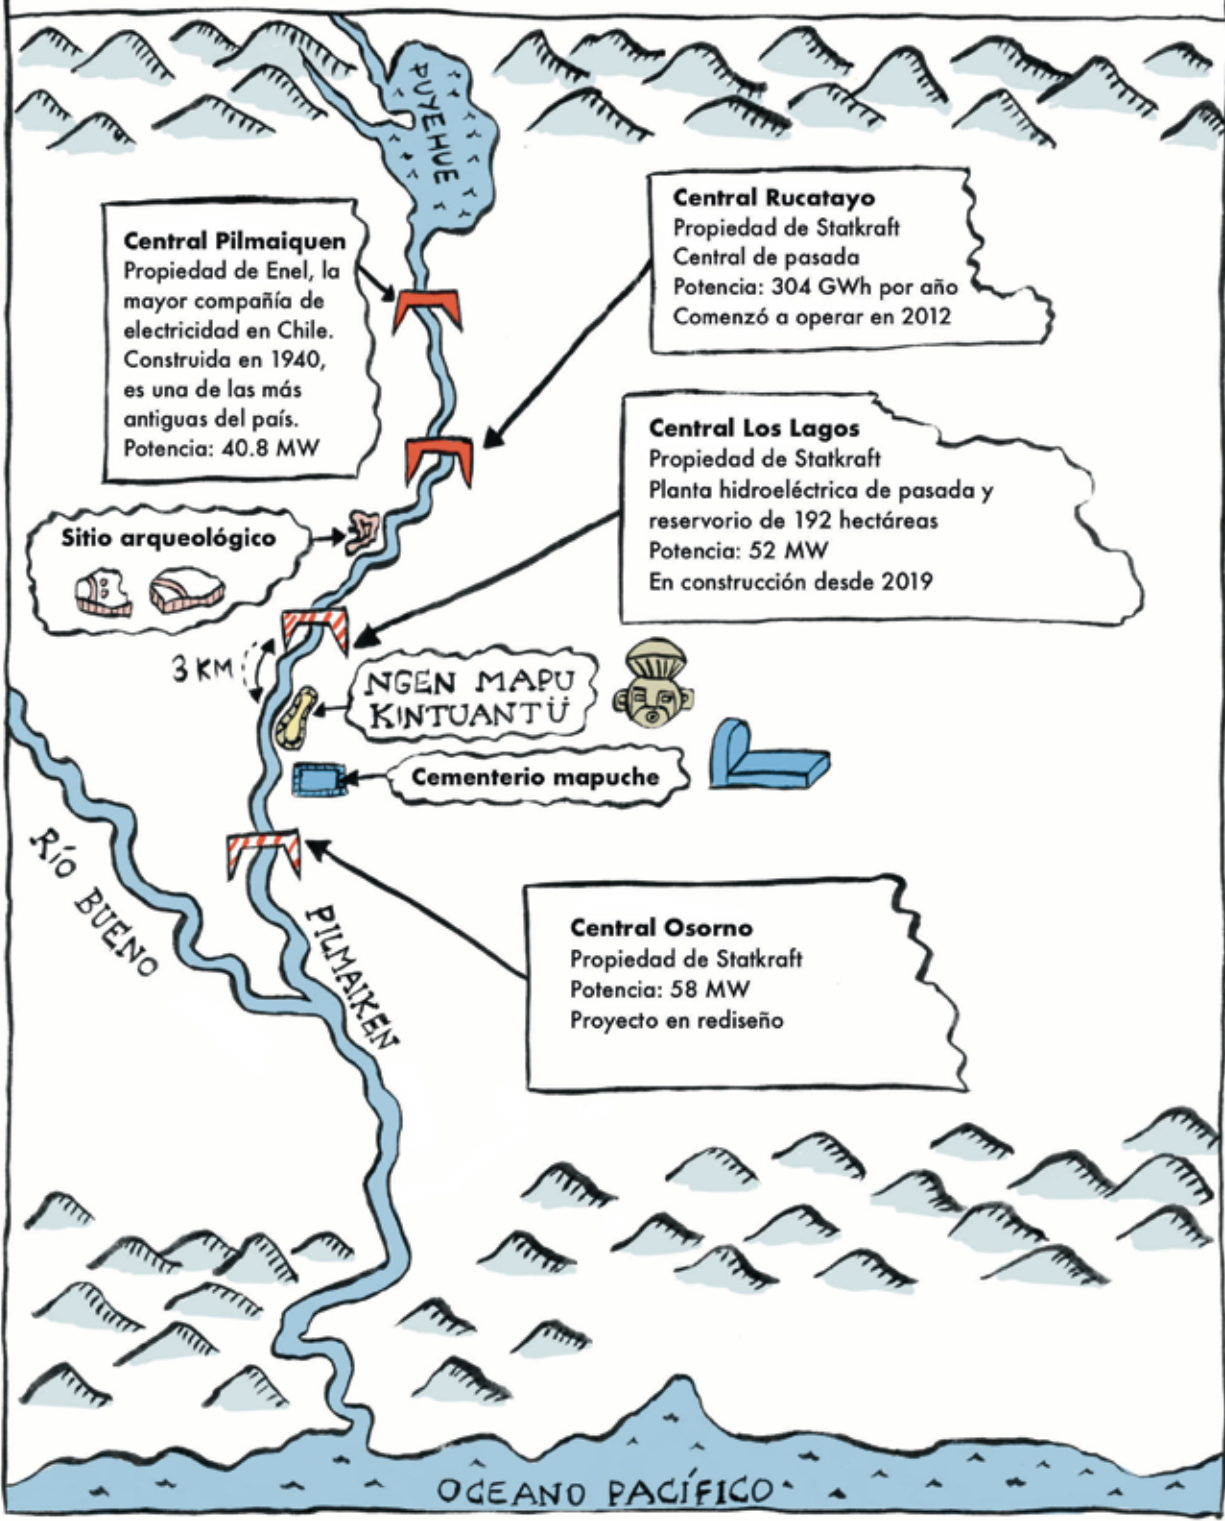 PUYEHUE
Central Rucatayo
Propiedad de Statkraft
Central de pasada
Potencia: 304 GWh por año
Comenzó a operar en 2012
Central Pilmaiquen
Propiedad de Enel, la
mayor compañía de
electricidad en Chile.
Construida en 1940,
es una de las más
antiguas del país.
Potencia: 40.8 MW
Central Los Lagos
Propiedad de Statkraft
Planta hidroeléctrica de pasada y
reservorio de 192 hectáreas
Potencia: 52 MW
En construcción desde 2019
Sitio arqueológico
3 KM
NGEN MAPU
KINTUANTÜ
Cementerio mapuche
RÍO BUENO
PILMAIKEN
Central Osorno
Propiedad de Statkraft
Potencia: 58 MW
Proyecto en rediseño
OCEANO PACÍFICO